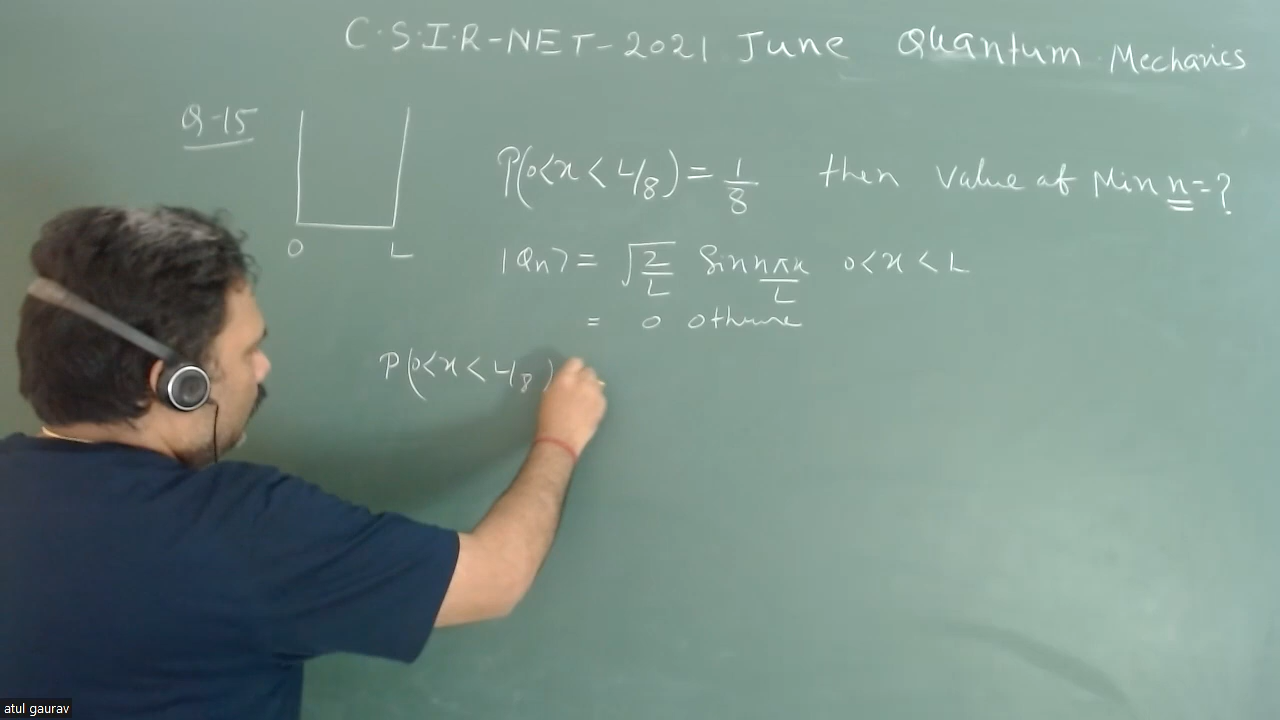 C.S.I.R-NET-2021 June Quantum Mechanics
Q-15
P(0<x<L/8)=1/8 then value of Min n=?
0 L
|Qn>= √2/L Sin nπx/L 0<x<L
= 0
P(0<x<L/8)
atul gaurav